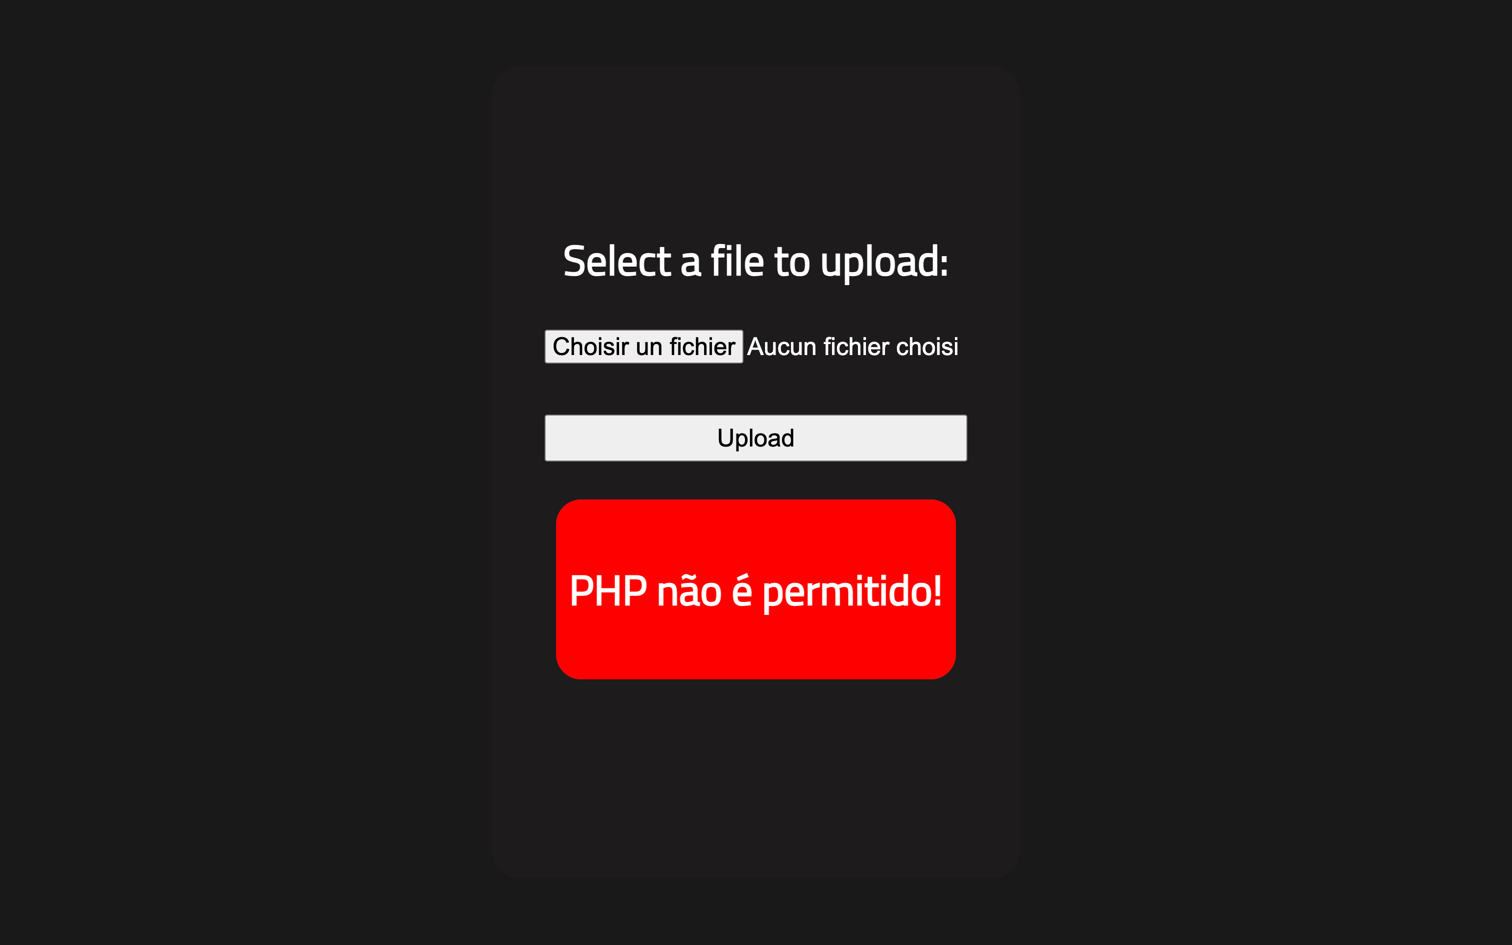 Select a file to upload:
Choisir un fichier Aucun fichier choisi
Upload
PHP não é permitido!